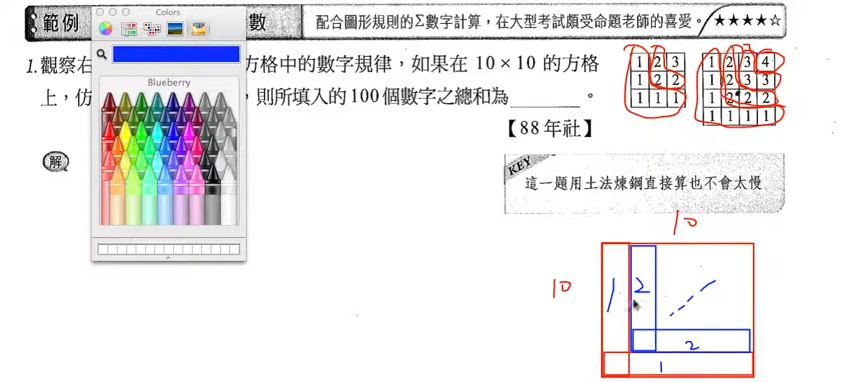 範例
Colors
數
配合圖形規則的Σ數字計算，在大型考試頗受命題老師的喜愛。
★★★★☆
Blueberry
1.觀察右
方格中的數字規律，如果在 10×10 的方格
上，仿
，則所填入的 100 個數字之總和為________。
【88 年社】
1 2 3
1 2 2
1 1 1
1 2 3 4
1 2 3 3
1 2 2 2
1 1 1 1
解
KEY
這一題用土法煉鋼直接算也不會太慢
10
10
1 2
2
1